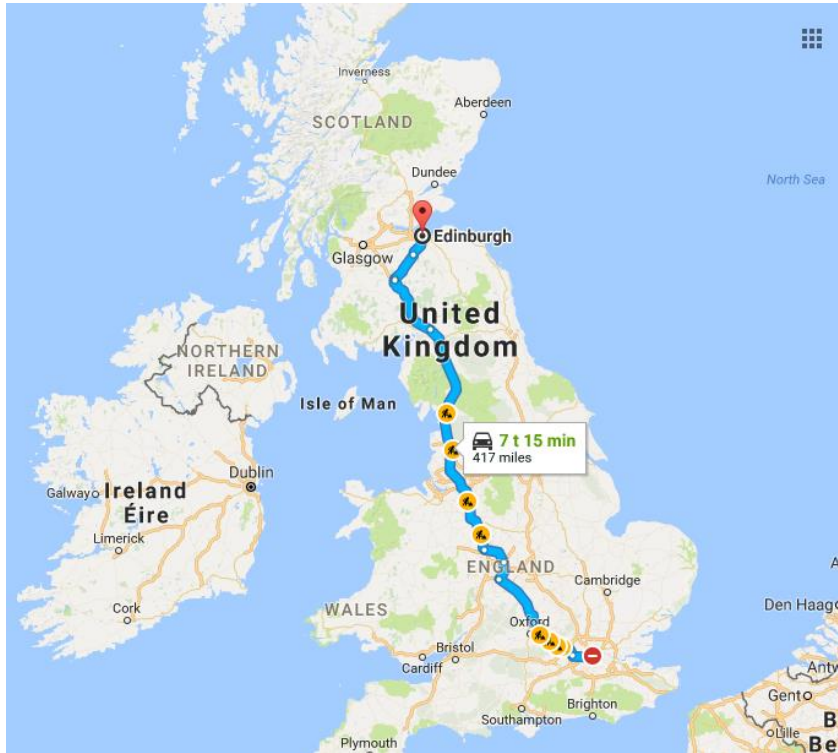 Inverness
Aberdeen
SCOTLAND
North Sea
Dundee
Edinburgh
Glasgow
United
Kingdom
NORTHERN
IRELAND
Isle of Man
7 t 15 min
417 miles
Dublin
Galway
Ireland
Éire
Limerick
ENGLAND
Cambridge
Cork
WALES
Oxford
Den Haag
Bristol
Cardiff
Antw
Gent
Southampton
Brighton
B
Lille
Be
Plymouth